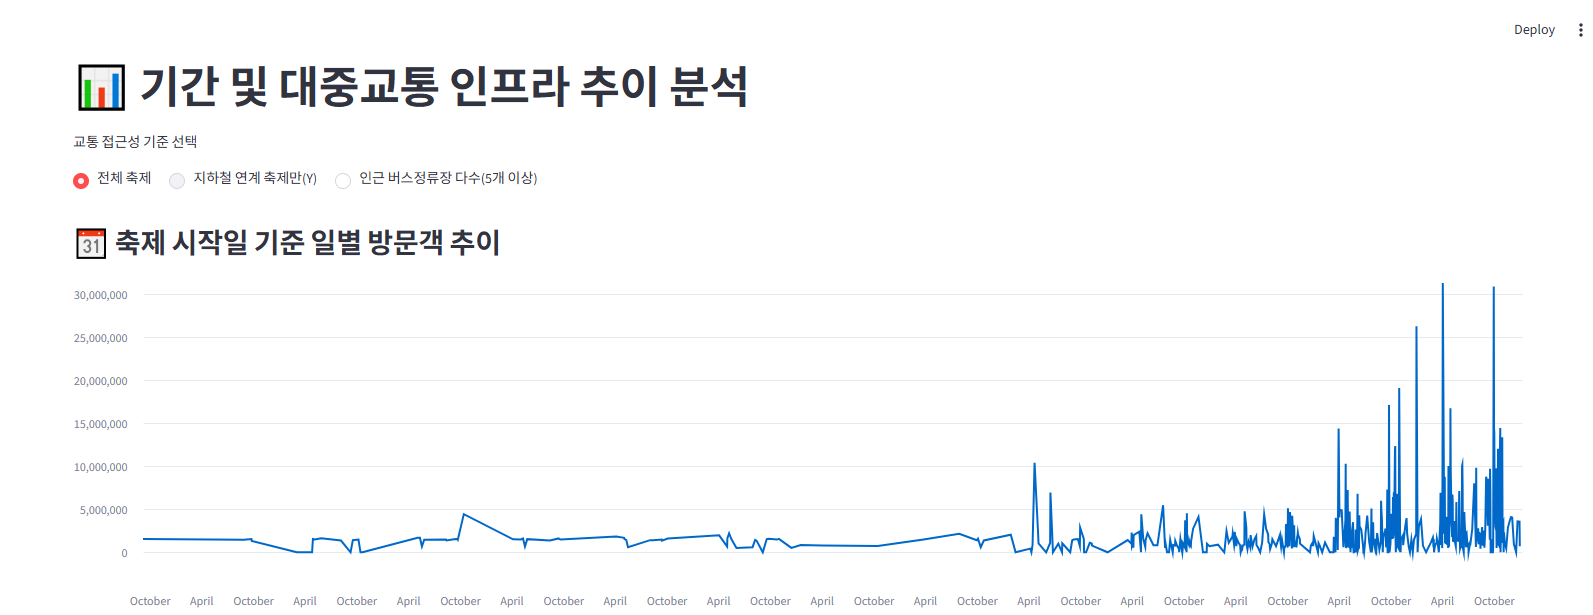 Deploy
기간 및 대중교통 인프라 추이 분석
교통 접근성 기준 선택
전체 축제 지하철 연계 축제만(Y) 인근 버스정류장 다수(5개 이상)
31 축제 시작일 기준 일별 방문객 추이
30,000,000
25,000,000
20,000,000
15,000,000
10,000,000
5,000,000
0
October April October April October April October April October April October April October April October April October April October April October April October April October April October